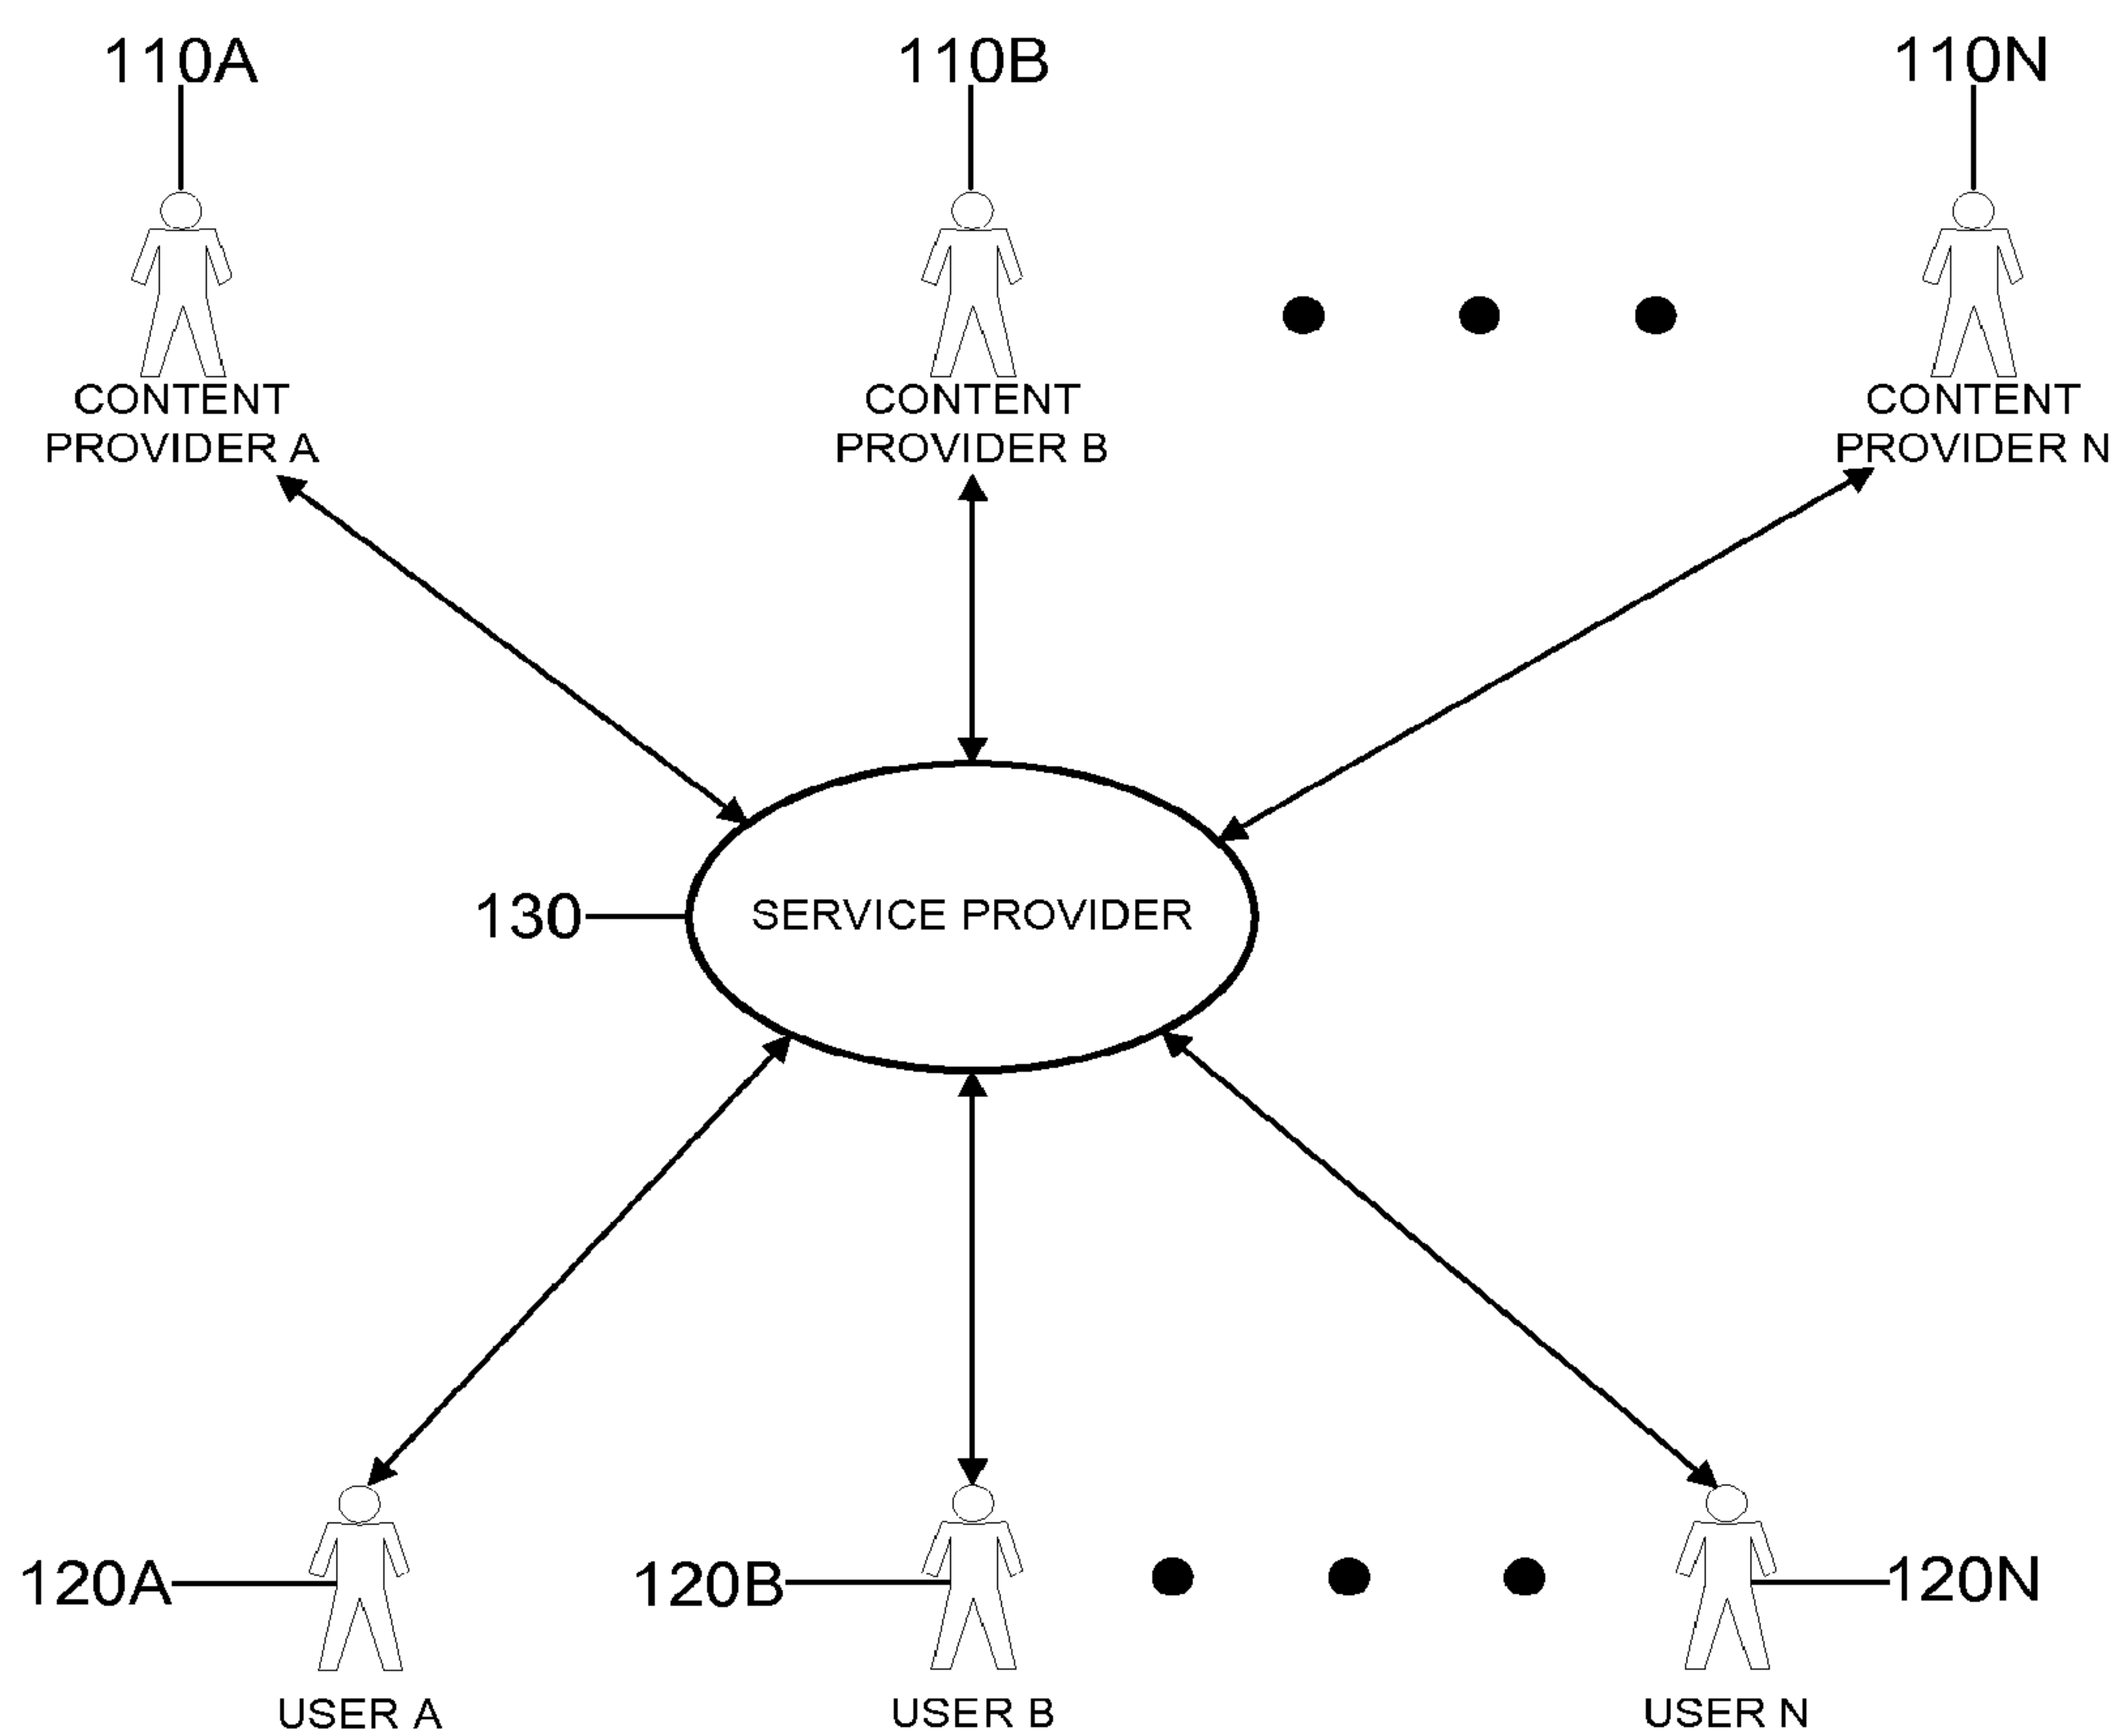 110A
110B
110N
CONTENT
PROVIDER A
CONTENT
PROVIDER B
CONTENT
PROVIDER N
130
SERVICE PROVIDER
120A
120B
120N
USER A
USER B
USER N